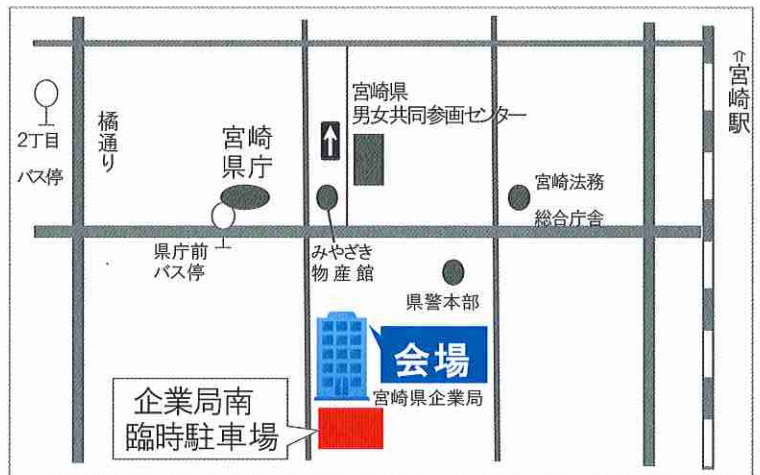 ⇧宮崎駅
宮崎県
男女共同参画センター
2丁目
バス停
橘通り
宮崎
県庁
宮崎法務
総合庁舎
県庁前
バス停
みやざき
物産館
県警本部
会場
宮崎県企業局
企業局南
臨時駐車場